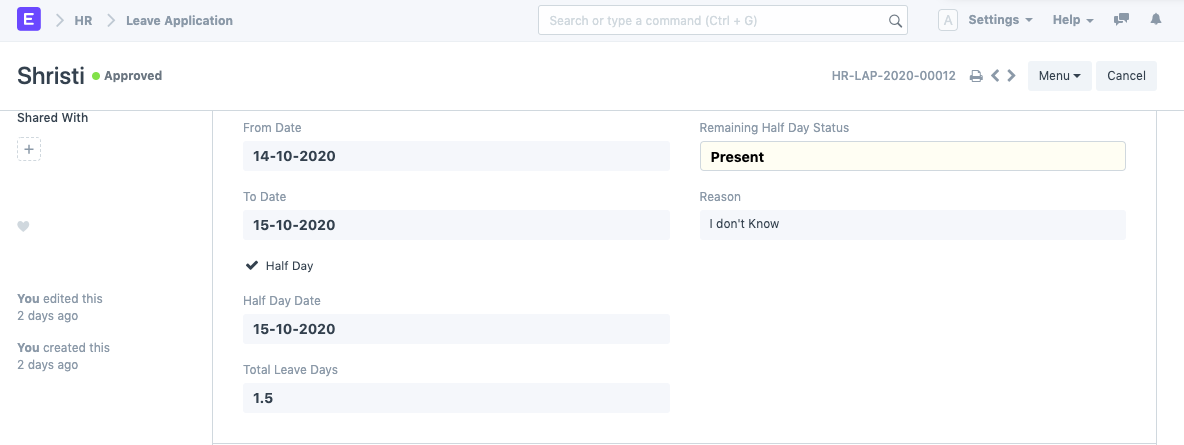 E HR Leave Application Search or type a command (Ctrl + G) A Settings Help
Shristi Approved HR-LAP-2020-00012 Menu Cancel
Shared With
+
You edited this
2 days ago
You created this
2 days ago
From Date
14-10-2020
To Date
15-10-2020
Half Day
Half Day Date
15-10-2020
Total Leave Days
1.5
Remaining Half Day Status
Present
Reason
I don't Know